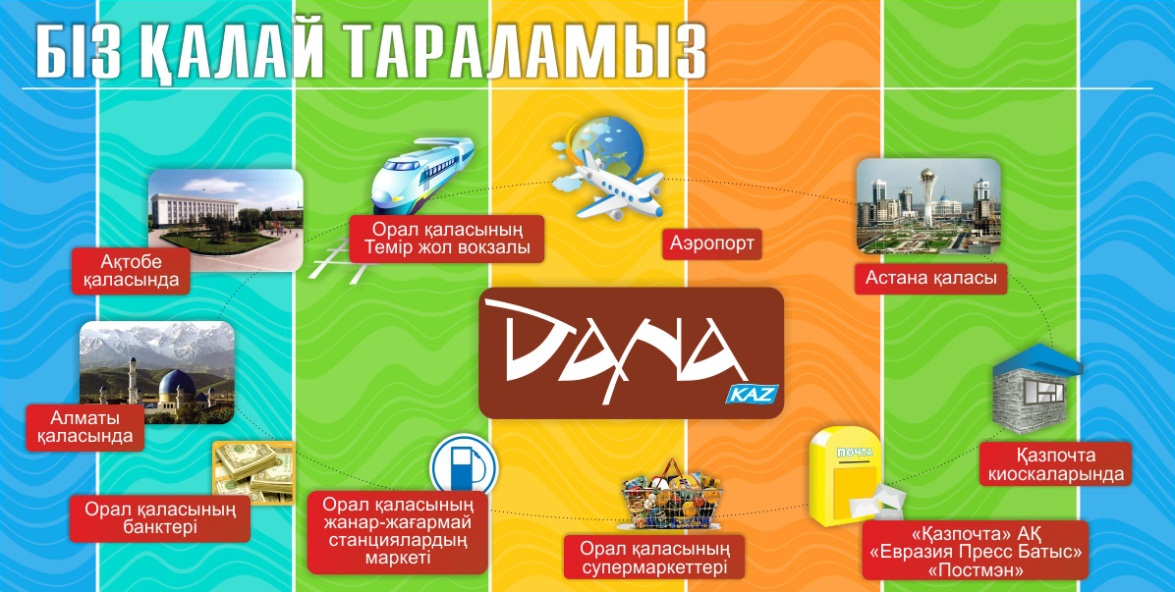 БІЗ ҚАЛАЙ ТАРАЛАМЫЗ
Орал қаласының
Темір жол вокзалы
Аэропорт
Ақтобе
қаласында
Астана қаласы
DANA
KAZ
Алматы
қаласында
ПОЧТА
Қазпочта
киоскаларында
Орал қаласының
банктері
Орал қаласының
жанар-жағармай
станциялардың
маркеті
Орал қаласының
супермаркеттері
«Қазпочта» АҚ
«Евразия Пресс Батыс»
«Постмэн»